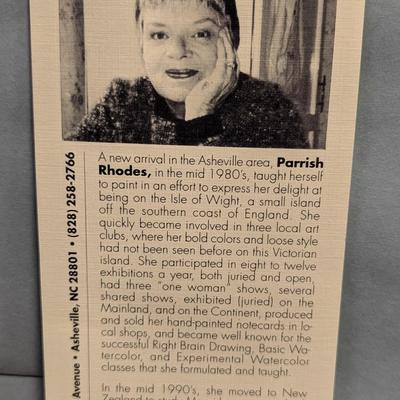 A new arrival in the Asheville area, Parrish
Rhodes, in the mid 1980's, taught herself
to paint in an effort to express her delight at
being on the Isle of Wight, a small island
off the southern coast of England. She
quickly became involved in three local art
clubs, where her bold colors and loose style
had not been seen before on this Victorian
island. She participated in eight to twelve
exhibitions a year, both juried and open,
had three "one woman" shows, several
shared shows, exhibited (juried) on the
Mainland, and on the Continent, produced
and sold her hand-painted notecards in lo-
cal shops, and became well known for the
successful Right Brain Drawing, Basic Wa-
tercolor, and Experimental Watercolor
classes that she formulated and taught.
In the mid 1990's, she moved to New
Zealand to study
Avenue • Asheville, NC 28801 • (828) 258-2766